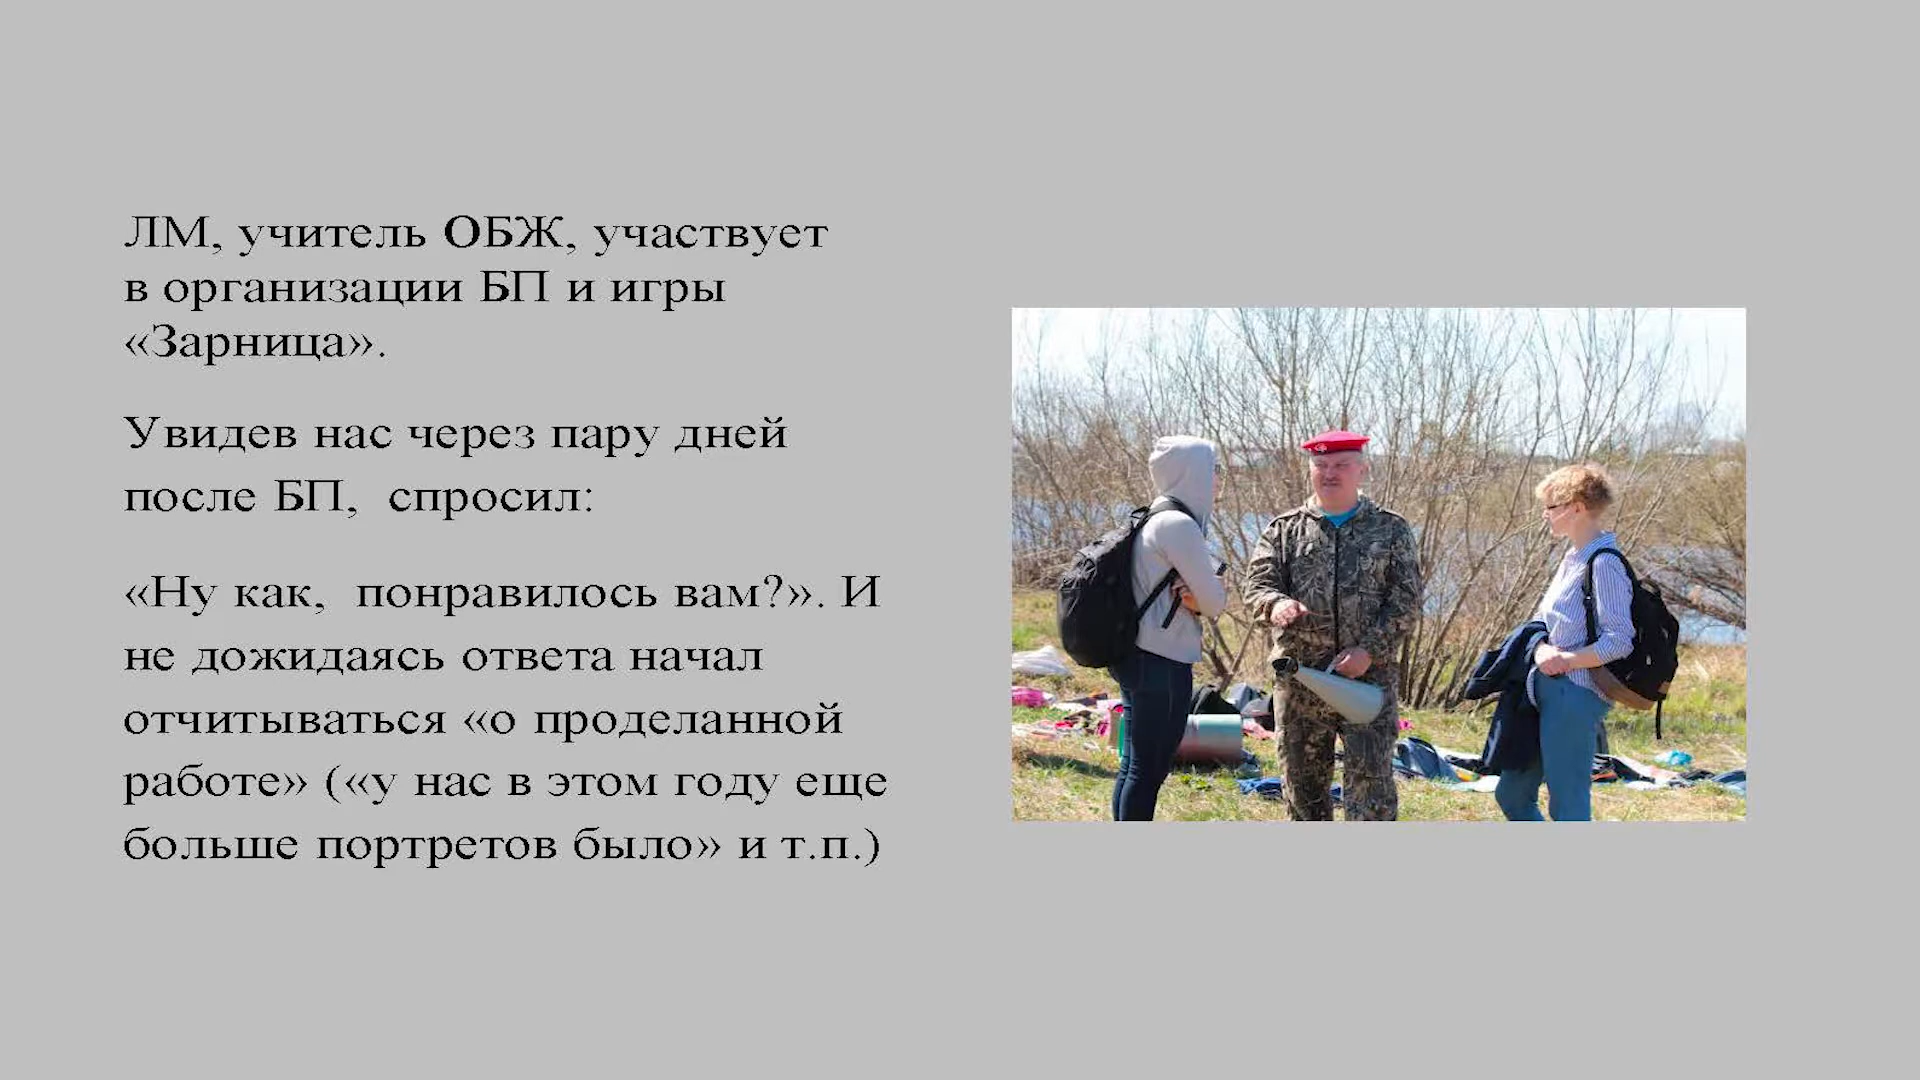 ЛМ, учитель ОБЖ, участвует
в организации БП и игры
«Зарница».
Увидев нас через пару дней
после БП, спросил:
«Ну как, понравилось вам?». И
не дожидаясь ответа начал
отчитываться «о проделанной
работе» («у нас в этом году еще
больше портретов было» и т.п.)